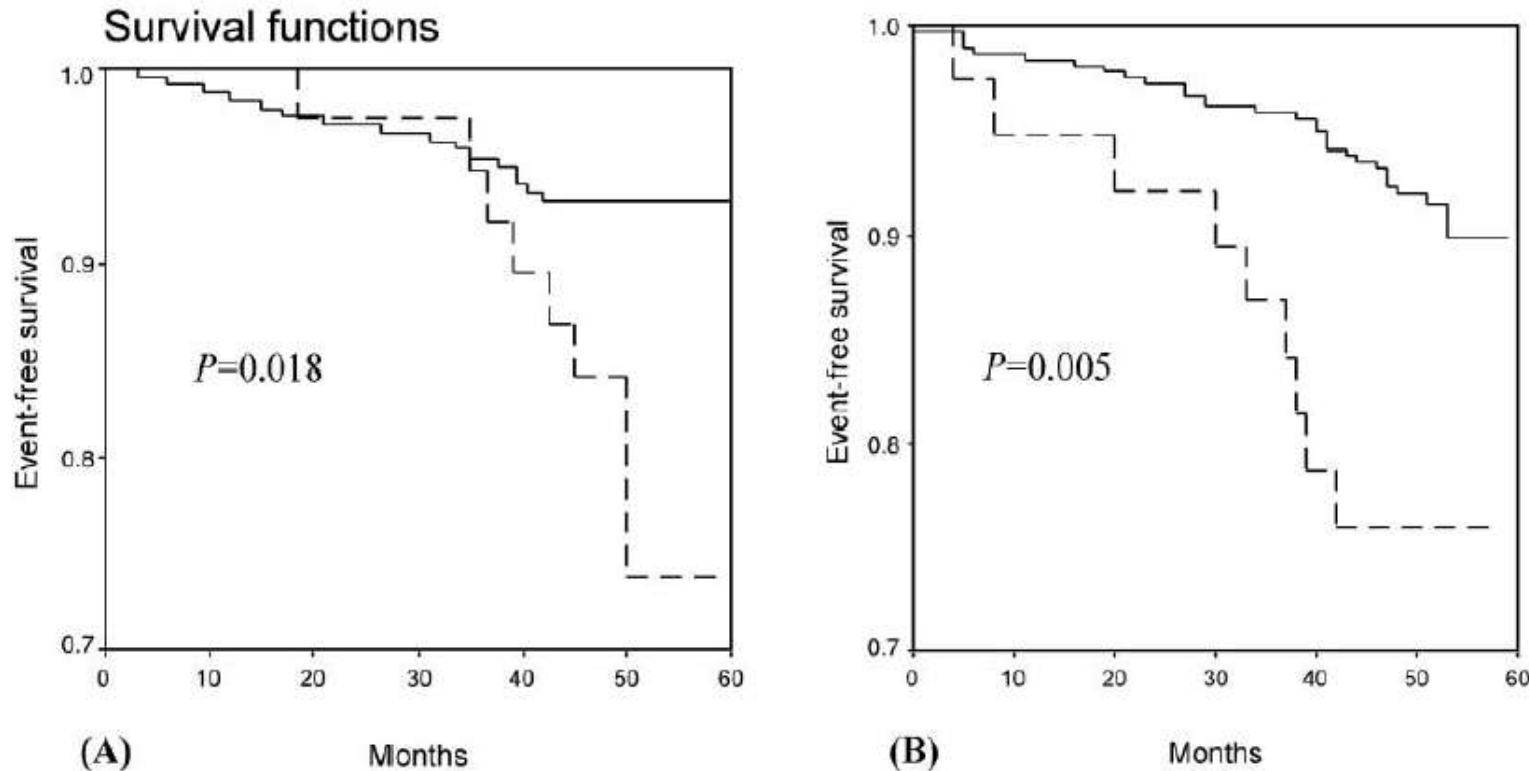 Survival functions
1.0
0.9
0.8
0.7
Event-free survival
P=0.018
0 10 20 30 40 50 60
(A) Mlonths
1.0
0.9
0.8
0.7
Event-free survival
P=0.005
0 10 20 30 40 50 60
(B) Months